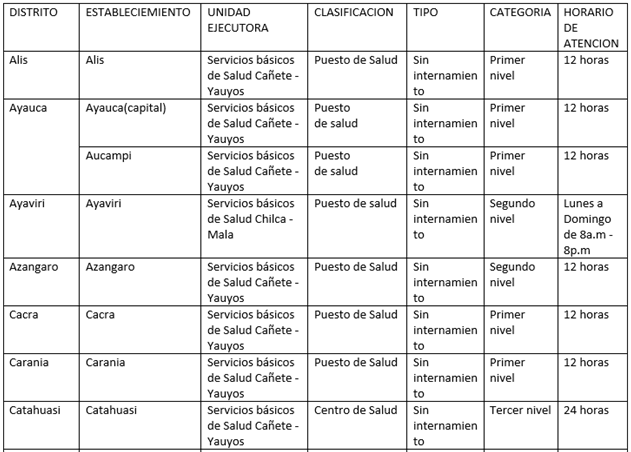 DISTRITO ESTABLECIEMIENTO UNIDAD EJECUTORA CLASIFICACION TIPO CATEGORIA HORARIO DE ATENCION
Alis Alis Servicios básicos de Salud Cañete - Yauyos Puesto de Salud Sin internamiento Primer nivel 12 horas
Ayauca Ayauca(capital) Servicios básicos de Salud Cañete - Yauyos Puesto de salud Sin internamiento Primer nivel 12 horas
Aucampi Servicios básicos de Salud Cañete - Yauyos Puesto de salud Sin internamiento Primer nivel 12 horas
Ayaviri Ayaviri Servicios básicos de Salud Chilca - Mala Puesto de salud Sin internamiento Segundo nivel Lunes a Domingo de 8a.m - 8p.m
Azangaro Azangaro Servicios básicos de Salud Cañete - Yauyos Puesto de Salud Sin internamiento Segundo nivel 12 horas
Cacra Cacra Servicios básicos de Salud Cañete - Yauyos Puesto de Salud Sin internamiento Primer nivel 12 horas
Carania Carania Servicios básicos de Salud Cañete - Yauyos Puesto de Salud Sin internamiento Primer nivel 12 horas
Catahuasi Catahuasi Servicios básicos de Salud Cañete - Yauyos Centro de Salud Sin internamiento Tercer nivel 24 horas